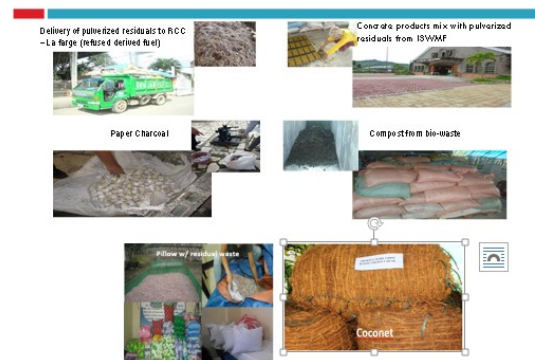 Delivery of pulverized residuals to RCC
– La farge (refused derived fuel)
Concrate products mix with pulverized
residuals from ISWMF
Paper Charcoal
Compost from bio-waste
Pillow w/ residual waste
Coconet